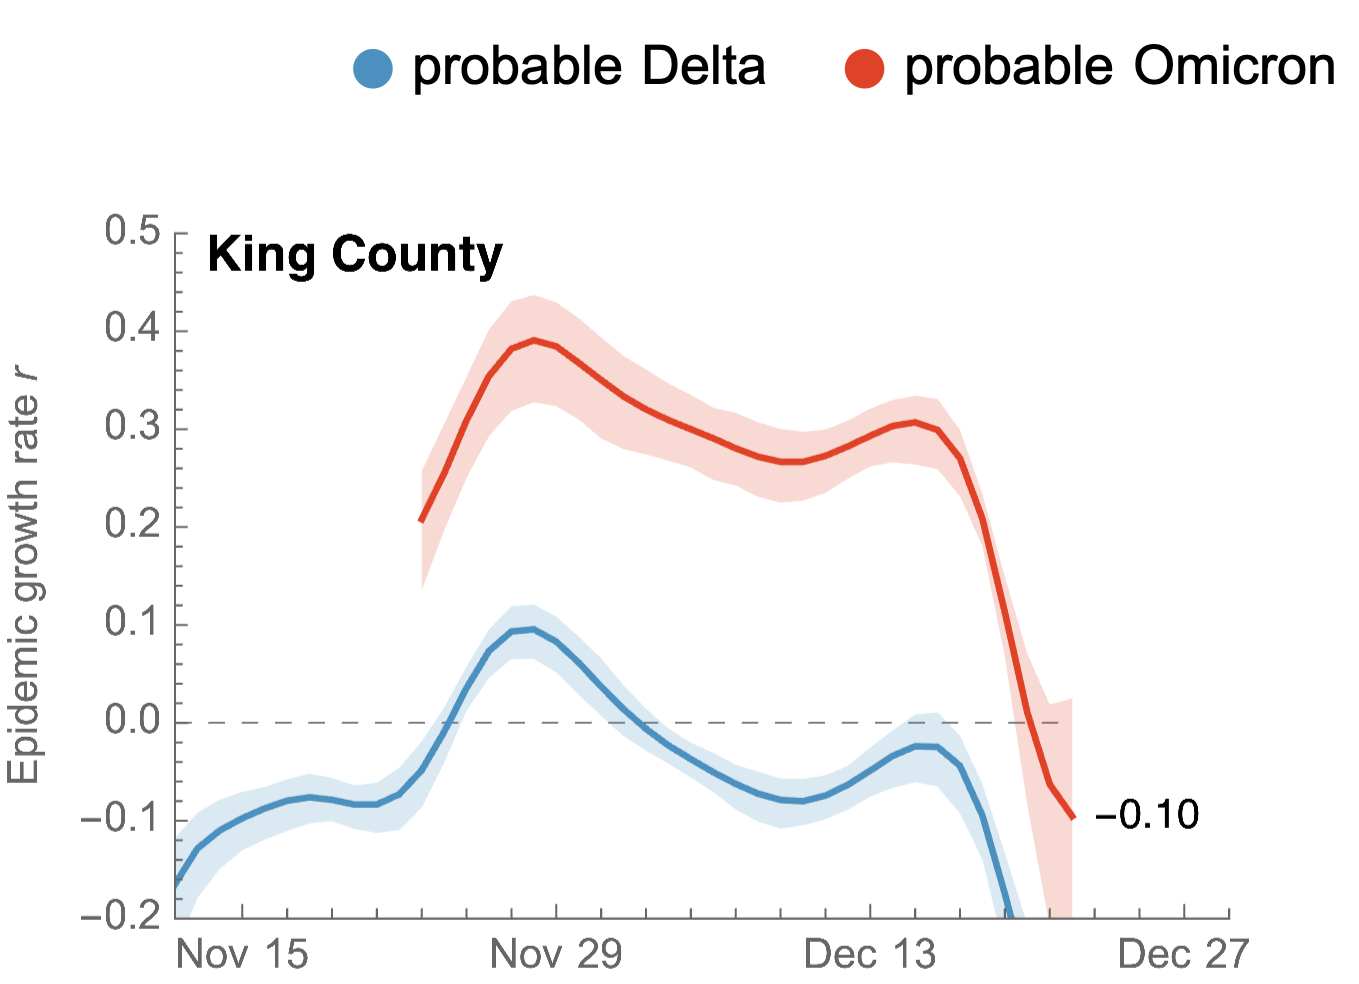 probable Delta probable Omicron
King County
Epidemic growth rate r
0.5
0.4
0.3
0.2
0.1
0.0
−0.1
−0.2
−0.10
Nov 15 Nov 29 Dec 13 Dec 27